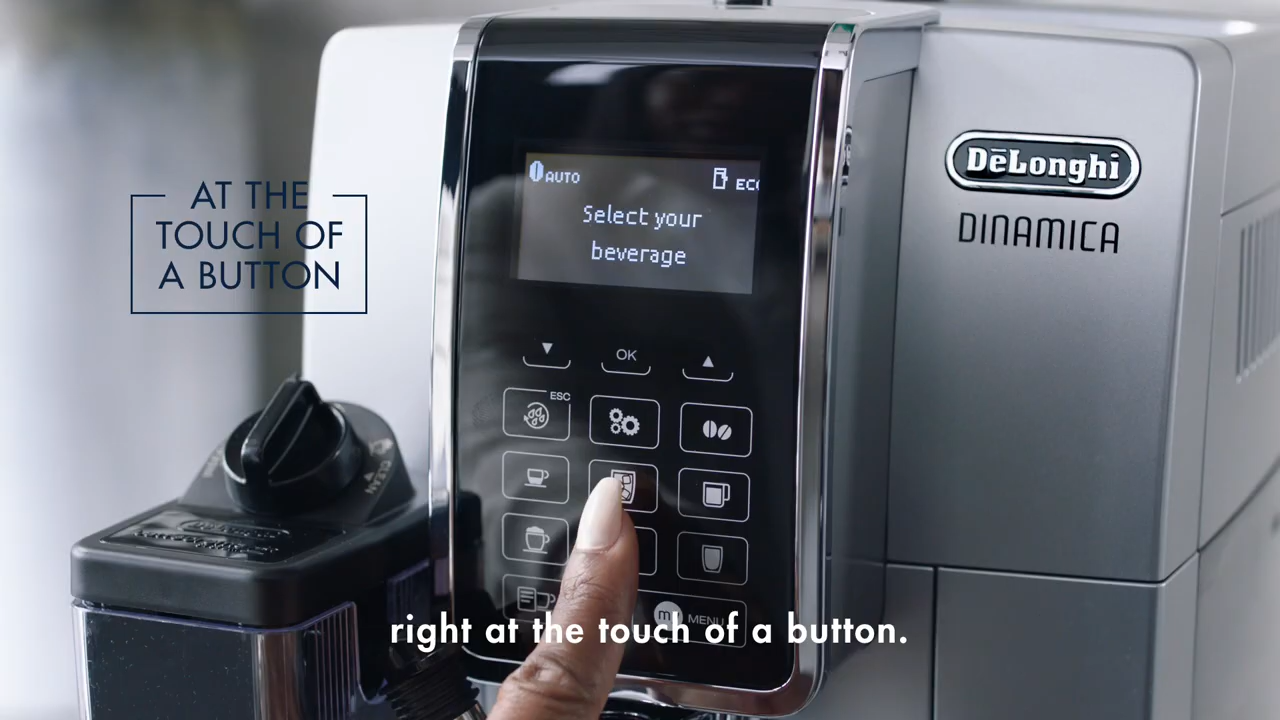 AT THE
TOUCH OF
A BUTTON
AUTO
ECO
Select your
beverage
DēLonghi
DINAMICA
OK
ESC
CLEAN
MENU
right at the touch of a button.